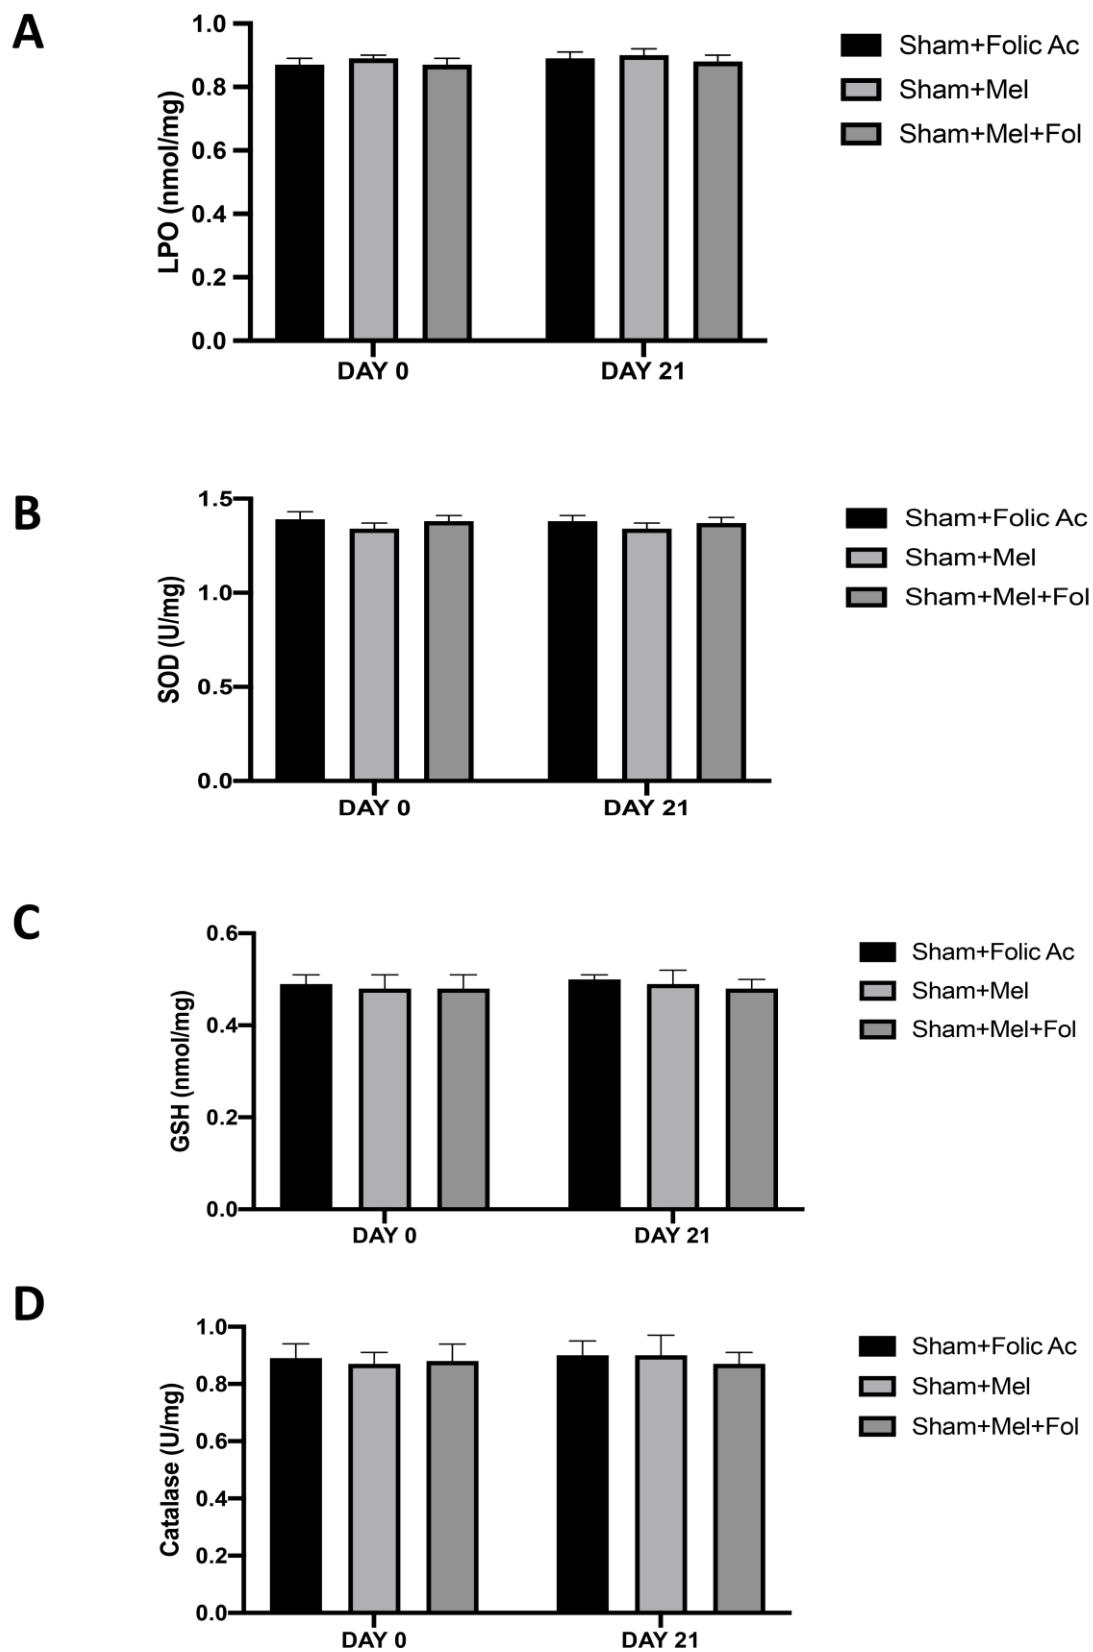 A
LPO (nmol/mg)
1.0
0.8
0.6
0.4
0.2
0.0
DAY 0
DAY 21
Sham+Folic Ac
Sham+Mel
Sham+Mel+Fol
B
SOD (U/mg)
1.5
1.0
0.5
0.0
DAY 0
DAY 21
Sham+Folic Ac
Sham+Mel
Sham+Mel+Fol
C
GSH (nmol/mg)
0.6
0.4
0.2
0.0
DAY 0
DAY 21
Sham+Folic Ac
Sham+Mel
Sham+Mel+Fol
D
Catalase (U/mg)
1.0
0.8
0.6
0.4
0.2
0.0
DAY 0
DAY 21
Sham+Folic Ac
Sham+Mel
Sham+Mel+Fol